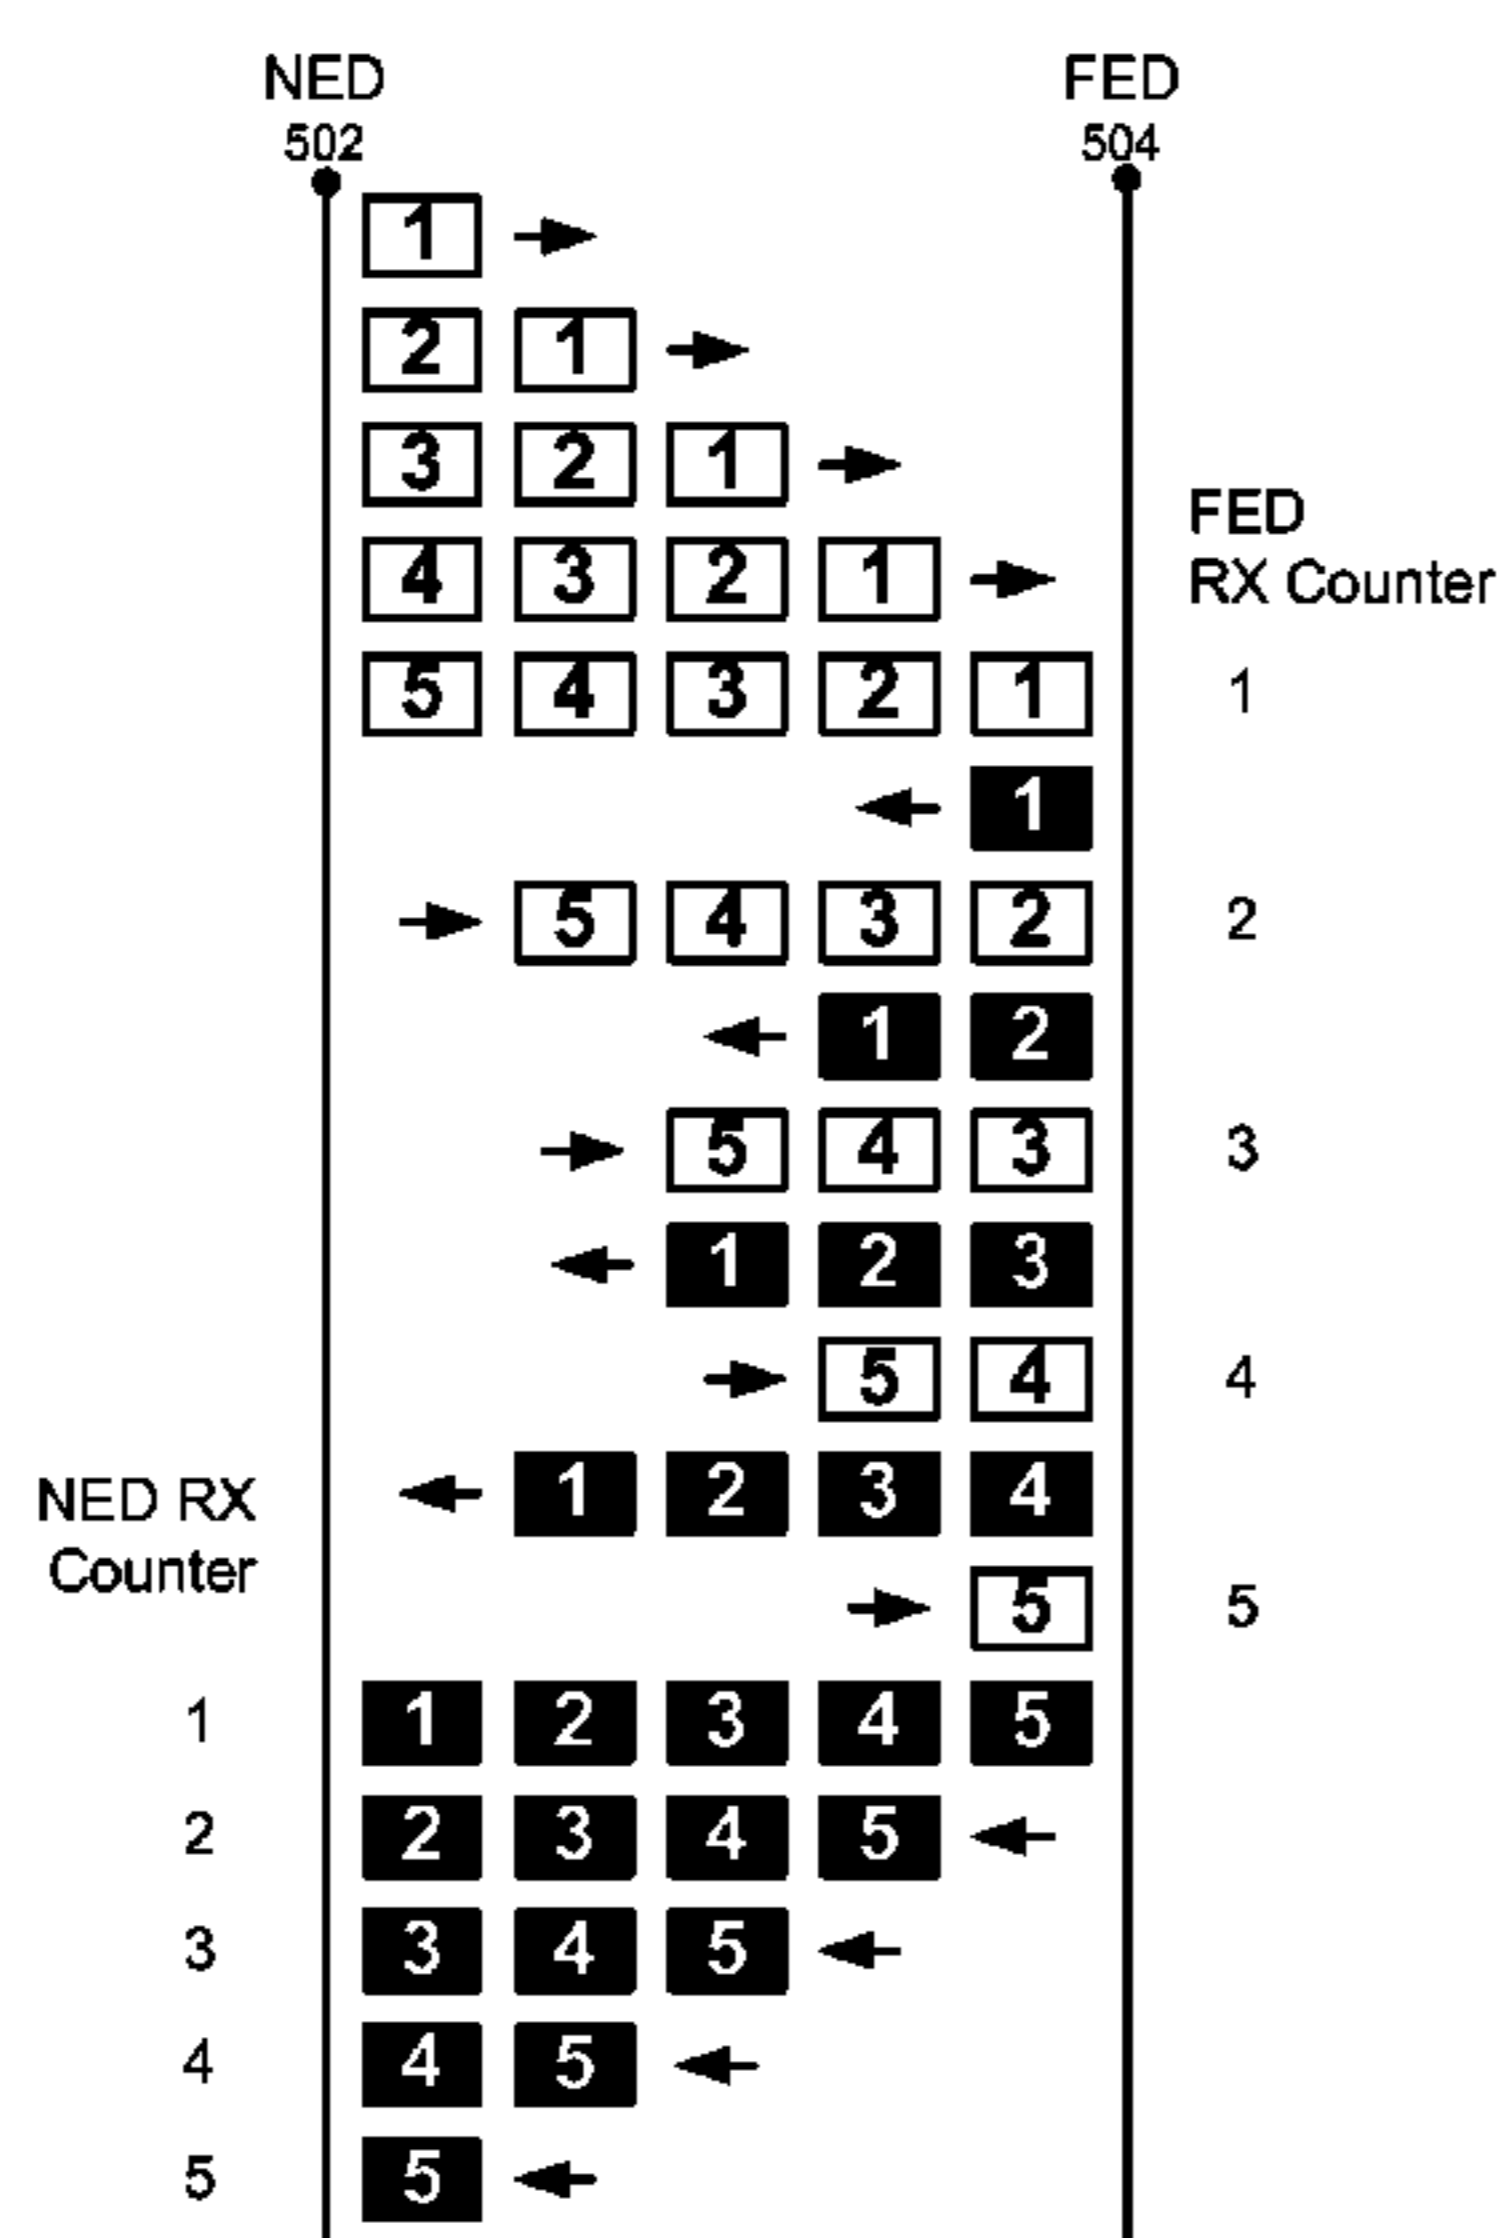 NED FED
502 504
1
2 1
3 2 1
FED
4 3 2 1 RX Counter
5 4 3 2 1 1
1
5 4 3 2 2
1 2
5 4 3 3
1 2 3
5 4 4
NED RX 1 2 3 4
Counter
5 5
1 1 2 3 4 5
2 2 3 4 5
3 3 4 5
4 4 5
5 5